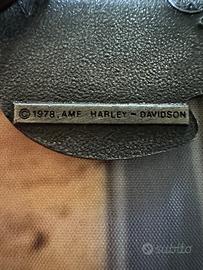 ©1978, AMF HARLEY-DAVIDSON
subito